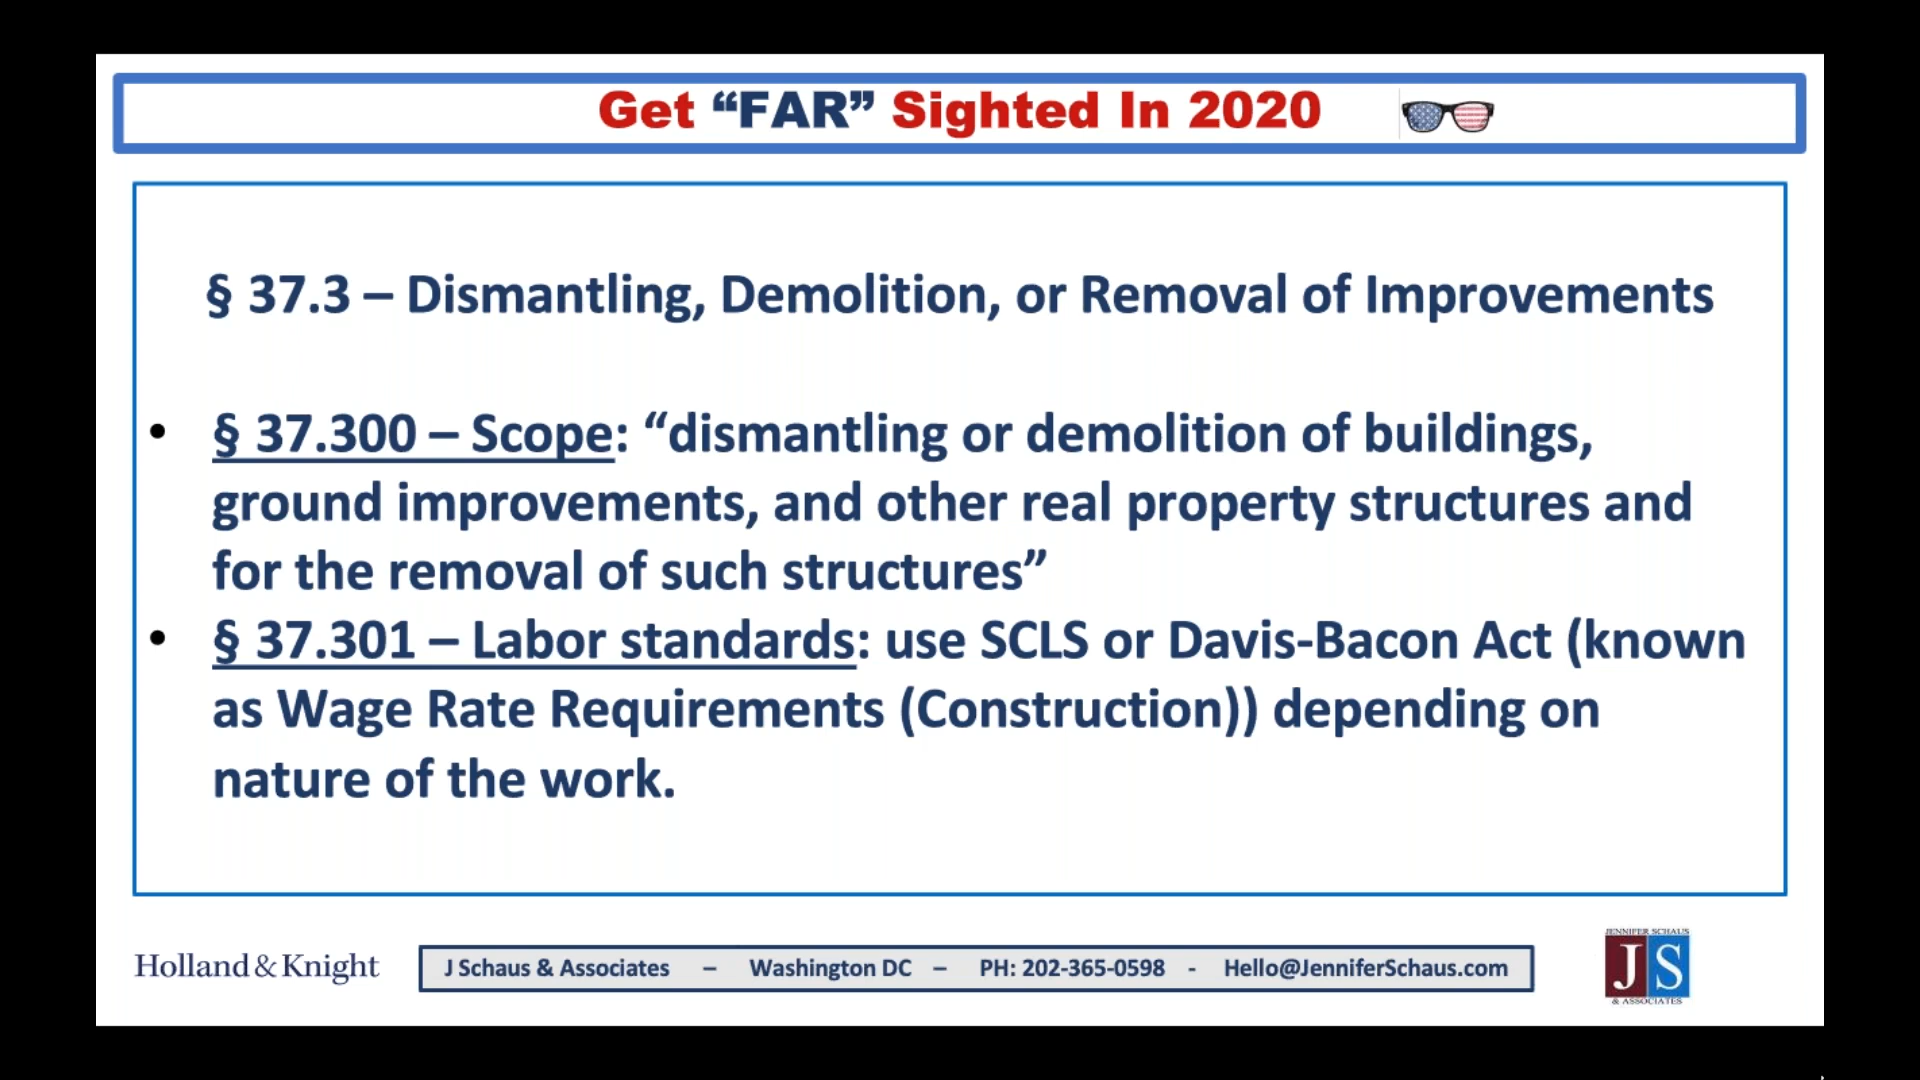 Get “FAR” Sighted In 2020
§ 37.3 – Dismantling, Demolition, or Removal of Improvements
• § 37.300 – Scope: “dismantling or demolition of buildings,
ground improvements, and other real property structures and
for the removal of such structures”
• § 37.301 – Labor standards: use SCLS or Davis-Bacon Act (known
as Wage Rate Requirements (Construction)) depending on
nature of the work.
Holland & Knight
J Schaus & Associates – Washington DC – PH: 202-365-0598 - Hello@JenniferSchaus.com
JENNIFER SCHAUS
JS
& ASSOCIATES